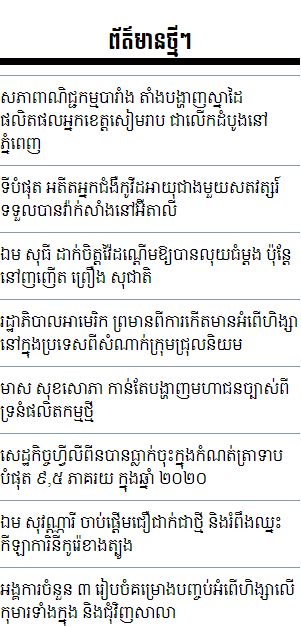 ព័ត៌មានថ្មីៗ
សភាពាណិជ្ជកម្មបារាំង តាំងបង្ហាញស្នាដៃ
ផលិតផលអ្នកខេត្តសៀមរាប ជាលើកដំបូងនៅ
ភ្នំពេញ
ទីបំផុត អតីតអ្នកជំងឺកូវីដអាយុជាងមួយសតវត្សរ៍
ទទួលបានវ៉ាក់សាំងនៅអ៊ីតាលី
ឯម សុធី ដាក់ចិត្តវ៉ៃដណ្តើមឱ្យបានលុយជំម្តង ប៉ុន្តែ
នៅញញើត ព្រឿង សុជាតិ
រដ្ឋាភិបាលអាមេរិក ព្រមានពីការកើតមានអំពើហិង្សា
នៅក្នុងប្រទេសពីសំណាក់ក្រុមជ្រុលនិយម
មាស សុខសោភា កាន់តែបង្ហាញមហាជនច្បាស់ពី
ទ្រនំផលិតកម្មថ្មី
សេដ្ឋកិច្ចហ្វីលីពីនបានធ្លាក់ចុះក្នុងកំណត់ត្រាទាប
បំផុត ៩,៥ ភាគរយ ក្នុងឆ្នាំ ២០២០
ឯម សុវណ្ណារី ចាប់ផ្តើមជឿជាក់ជាថ្មី និងរំពឹងឈ្នះ
កីឡាការិនីកូរ៉េខាងត្បូង
អង្គការចំនួន ៣ រៀបចំគម្រោងបញ្ចប់អំពើហិង្សាលើ
កុមារទាំងក្នុង និងជុំវិញសាលា